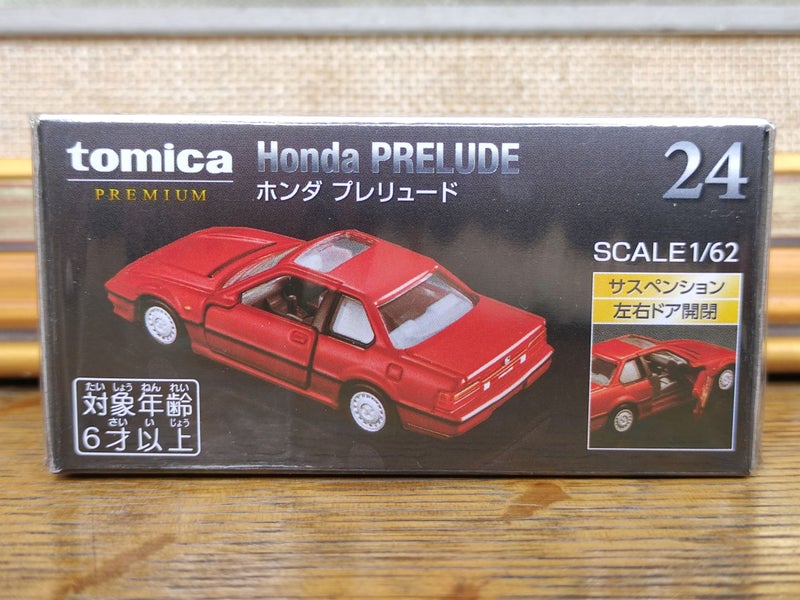 tomica
PREMIUM
Honda PRELUDE
ホンダ プレリュード
24
SCALE1/62
サスペンション
左右ドア開閉
たいしょうねんれい
対象年齢
さいいじょう
6才以上